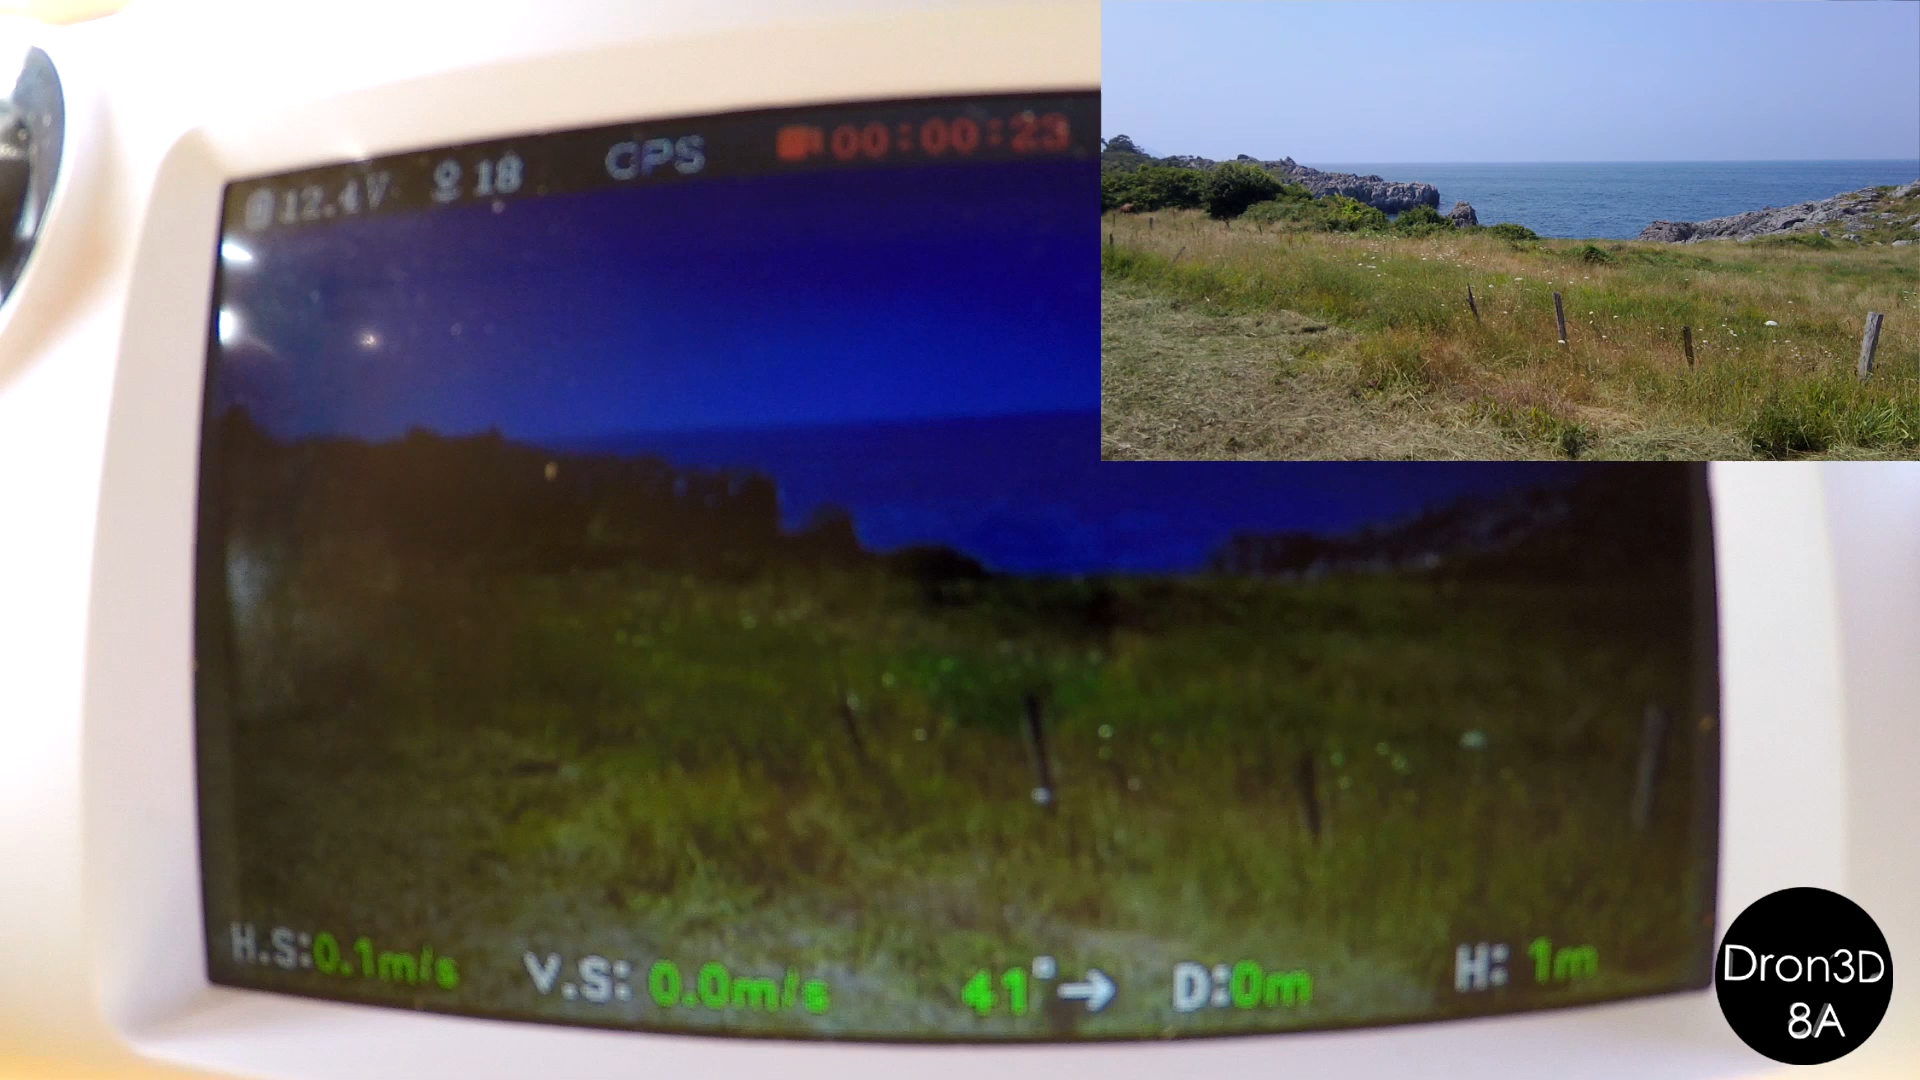 12.4V 18 GPS 00:00:23
H.S:0.1m/s V.S: 0.0m/s 41°→ D:0m H: 1m
Dron3D
8A